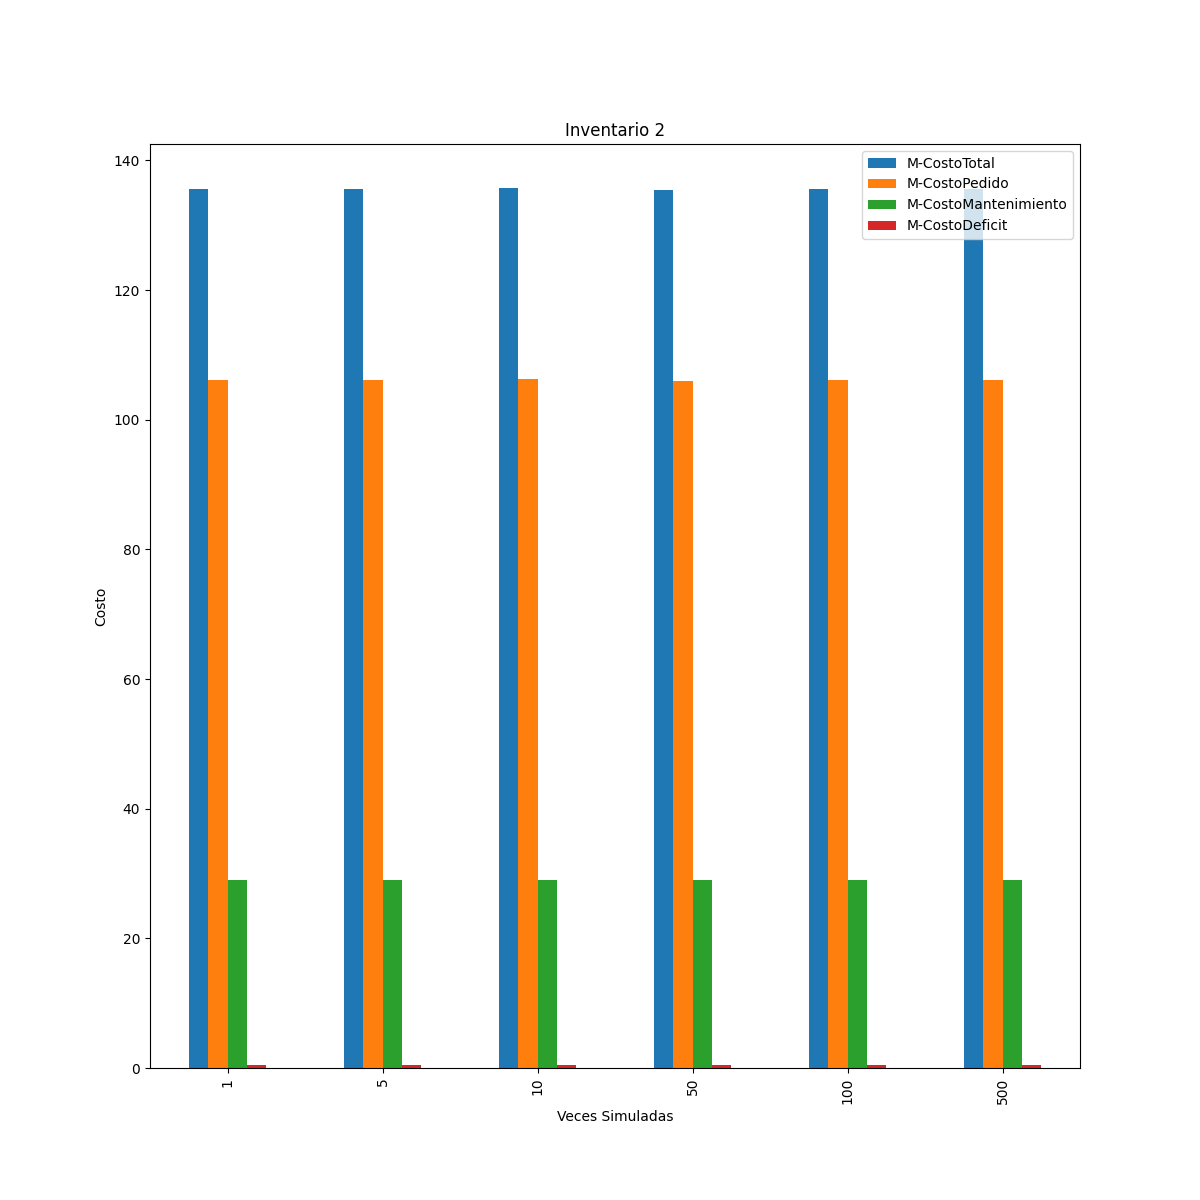 Inventario 2
M-CostoTotal
M-CostoPedido
M-CostoMantenimiento
M-CostoDeficit
140
120
100
80
60
40
20
0
Costo
1
5
10
50
100
500
Veces Simuladas